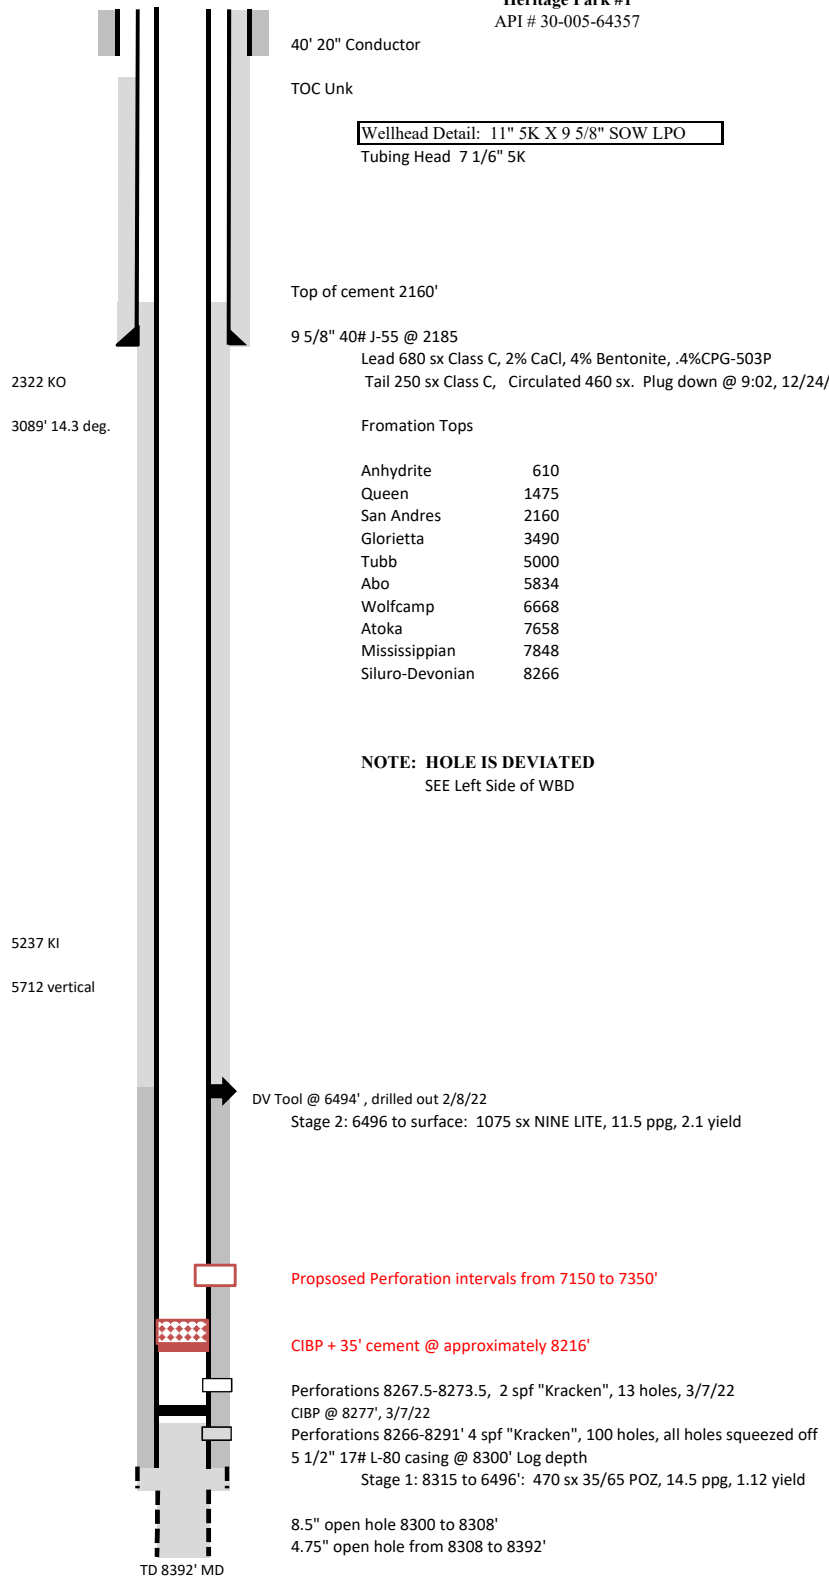 Heritage Park #1
API # 30-005-64357
40' 20" Conductor
TOC Unk
Wellhead Detail:  11" 5K X 9 5/8" SOW LPO
Tubing Head  7 1/6" 5K
Top of cement 2160'
9 5/8" 40# J-55 @ 2185
Lead 680 sx Class C, 2% CaCl, 4% Bentonite, .4%CPG-503P
2322 KO
Tail 250 sx Class C,   Circulated 460 sx.  Plug down @ 9:02, 12/24/
3089' 14.3 deg.
Fromation Tops
Anhydrite 610
Queen 1475
San Andres 2160
Glorietta 3490
Tubb 5000
Abo 5834
Wolfcamp 6668
Atoka 7658
Mississippian 7848
Siluro-Devonian 8266
NOTE:  HOLE IS DEVIATED
SEE Left Side of WBD
5237 KI
5712 vertical
DV Tool @ 6494' , drilled out 2/8/22
Stage 2: 6496 to surface:  1075 sx NINE LITE, 11.5 ppg, 2.1 yield
Propsosed Perforation intervals from 7150 to 7350'
CIBP + 35' cement @ approximately 8216'
Perforations 8267.5-8273.5,  2 spf "Kracken", 13 holes, 3/7/22
CIBP @ 8277', 3/7/22
Perforations 8266-8291' 4 spf "Kracken", 100 holes, all holes squeezed off
5 1/2" 17# L-80 casing @ 8300' Log depth
Stage 1: 8315 to 6496':  470 sx 35/65 POZ, 14.5 ppg, 1.12 yield
8.5" open hole 8300 to 8308'
4.75" open hole from 8308 to 8392'
TD 8392' MD